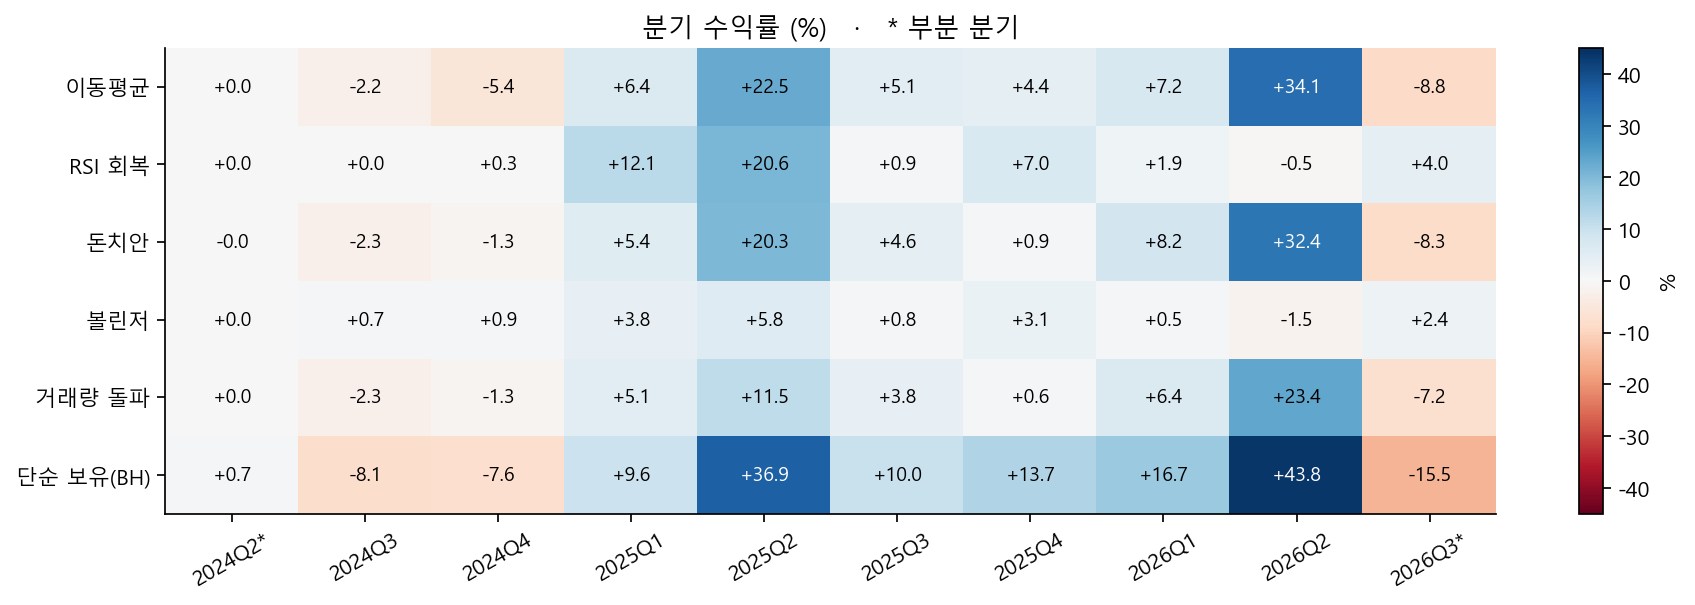 분기 수익률 (%) · * 부분 분기
이동평균 +0.0 -2.2 -5.4 +6.4 +22.5 +5.1 +4.4 +7.2 +34.1 -8.8
RSI 회복 +0.0 +0.0 +0.3 +12.1 +20.6 +0.9 +7.0 +1.9 -0.5 +4.0
돈치안 -0.0 -2.3 -1.3 +5.4 +20.3 +4.6 +0.9 +8.2 +32.4 -8.3
볼린저 +0.0 +0.7 +0.9 +3.8 +5.8 +0.8 +3.1 +0.5 -1.5 +2.4
거래량 돌파 +0.0 -2.3 -1.3 +5.1 +11.5 +3.8 +0.6 +6.4 +23.4 -7.2
단순 보유(BH) +0.7 -8.1 -7.6 +9.6 +36.9 +10.0 +13.7 +16.7 +43.8 -15.5
2024Q2* 2024Q3 2024Q4 2025Q1 2025Q2 2025Q3 2025Q4 2026Q1 2026Q2 2026Q3*
40
30
20
10
0
-10
-20
-30
-40
%